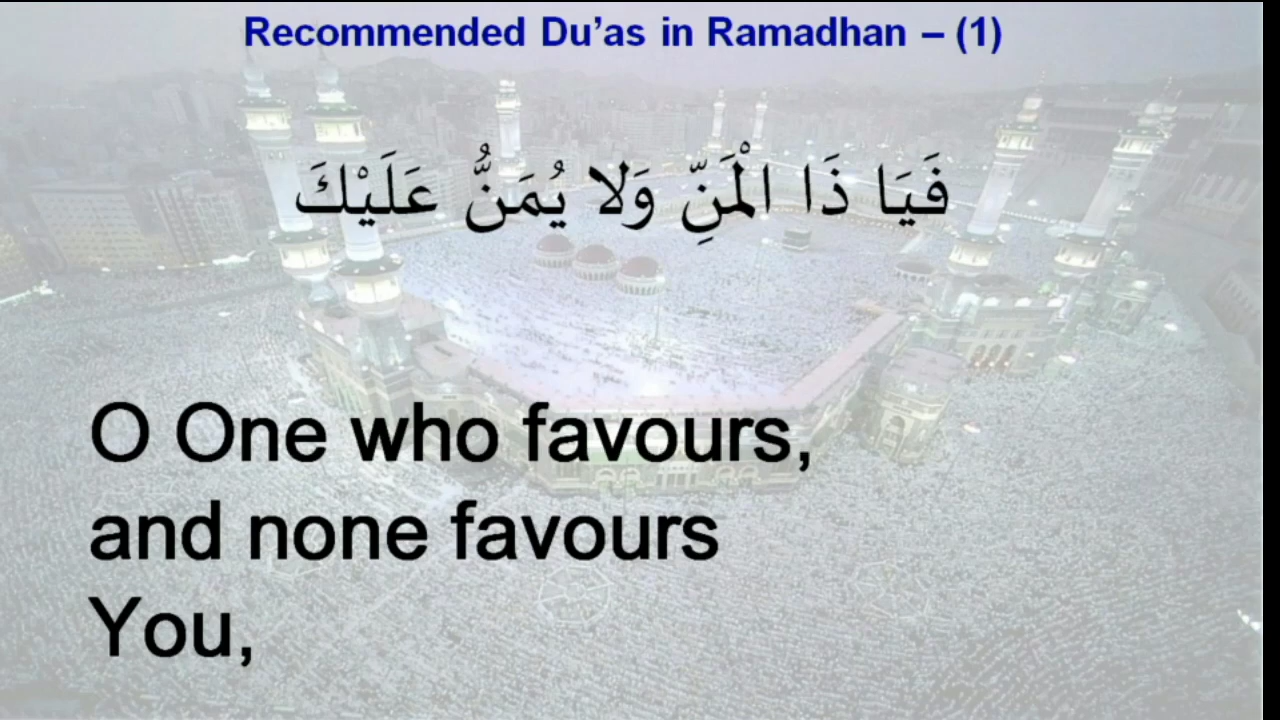 Recommended Du’as in Ramadhan – (1)
فَيَا ذَا الْمَنِّ وَلا يُمَنُّ عَلَيْكَ
O One who favours,
and none favours
You,